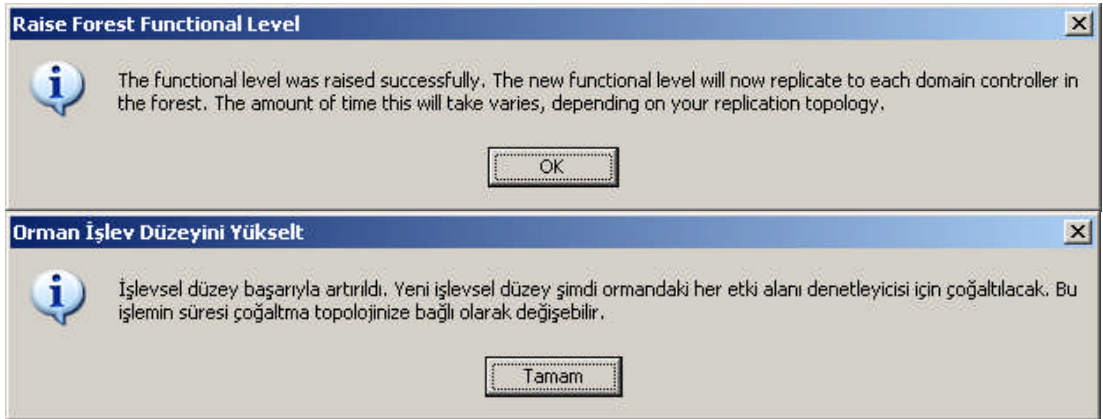 Raise Forest Functional Level
The functional level was raised successfully. The new functional level will now replicate to each domain controller in
the forest. The amount of time this will take varies, depending on your replication topology.
OK
Orman İşlev Düzeyini Yükselt
İşlevsel düzey başarıyla artırıldı. Yeni işlevsel düzey şimdi ormandaki her etki alanı denetleyicisi için çoğaltılacak. Bu
işlemin süresi çoğaltma topolojinize bağlı olarak değişebilir.
Tamam